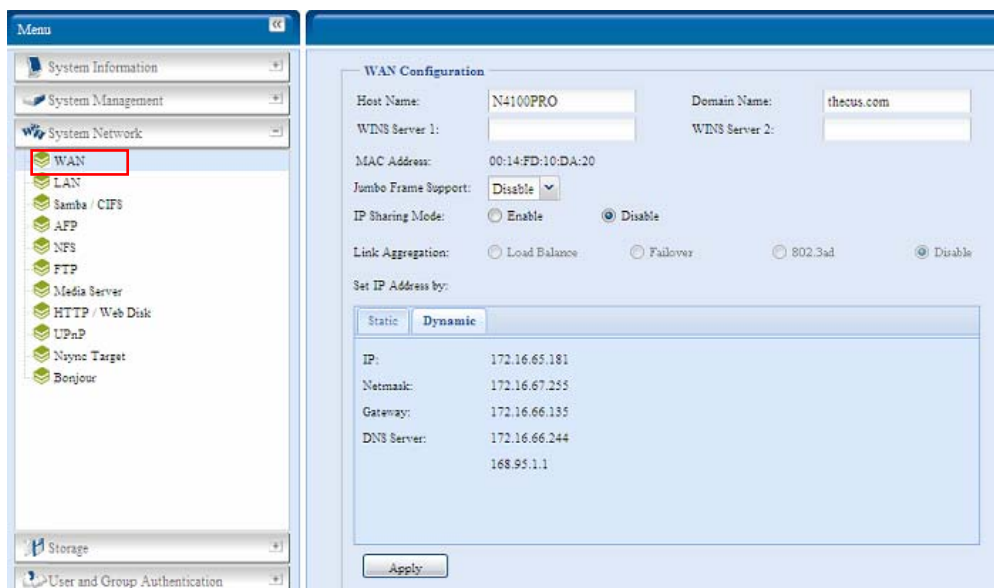 Menu
System Information
System Management
System Network
WAN
LAN
Samba / CIFS
AFP
NFS
FTP
Media Server
HTTP / Web Disk
UPnP
Nsync Target
Bonjour
Storage
User and Group Authentication
WAN Configuration
Host Name: N4100PRO Domain Name: thecus.com
WINS Server 1: WINS Server 2:
MAC Address: 00:14:FD:10:DA:20
Jumbo Frame Support: Disable
IP Sharing Mode: Enable Disable
Link Aggregation: Load Balance Failover 802.3ad Disable
Set IP Address by:
Static Dynamic
IP: 172.16.65.181
Netmask: 172.16.67.255
Gateway: 172.16.66.135
DNS Server: 172.16.66.244
168.95.1.1
Apply